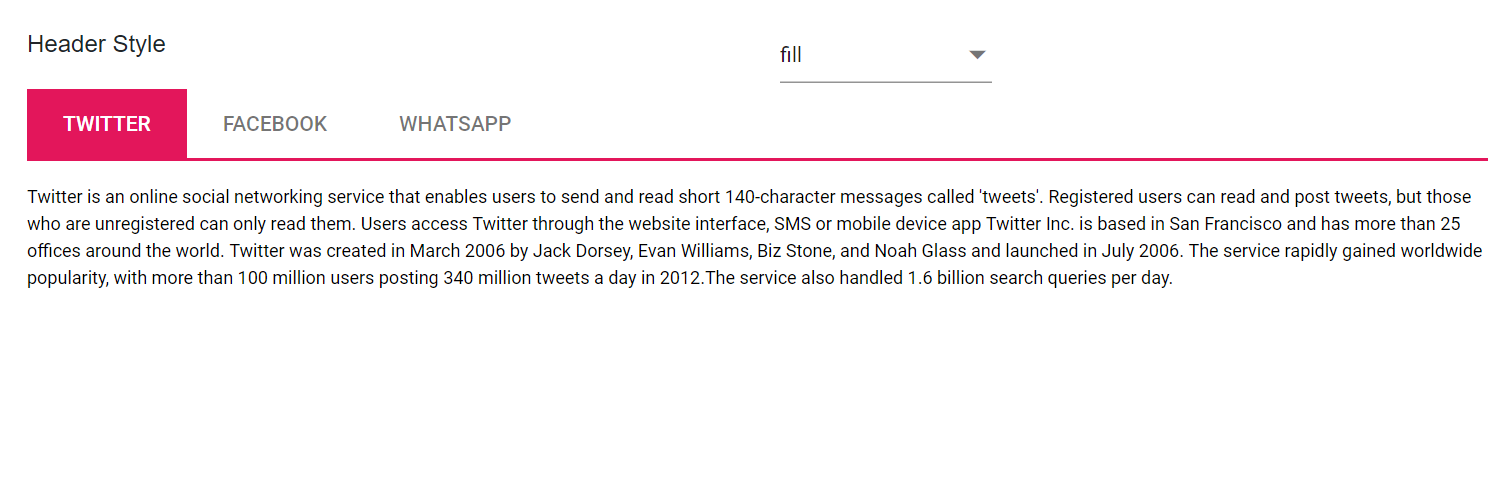 Header Style
fill
TWITTER FACEBOOK WHATSAPP
Twitter is an online social networking service that enables users to send and read short 140-character messages called 'tweets'. Registered users can read and post tweets, but those
who are unregistered can only read them. Users access Twitter through the website interface, SMS or mobile device app Twitter Inc. is based in San Francisco and has more than 25
offices around the world. Twitter was created in March 2006 by Jack Dorsey, Evan Williams, Biz Stone, and Noah Glass and launched in July 2006. The service rapidly gained worldwide
popularity, with more than 100 million users posting 340 million tweets a day in 2012.The service also handled 1.6 billion search queries per day.